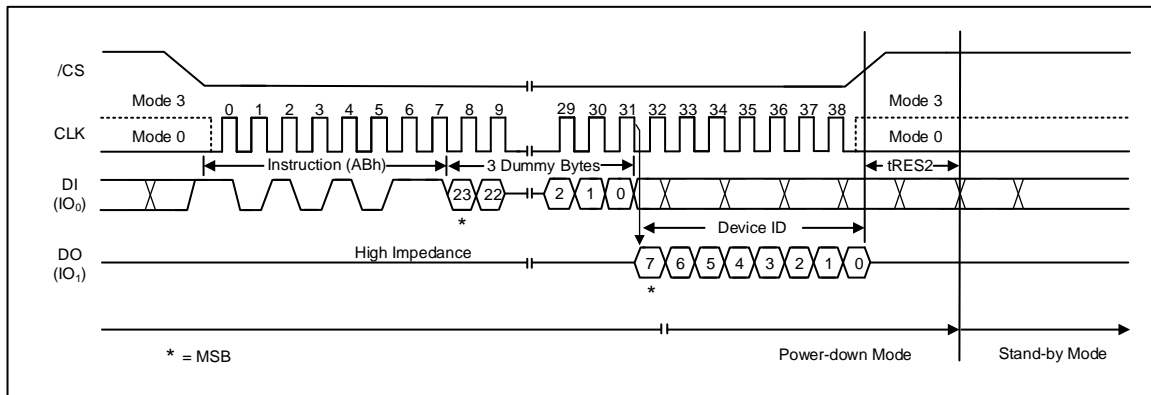 /CS
Mode 3
Mode 3
0 1 2 3 4 5 6 7 8 9 29 30 31 32 33 34 35 36 37 38
CLK
Mode 0
Mode 0
Instruction (ABh)
3 Dummy Bytes
tRES2
DI
(IO0)
23 22 2 1 0
*
Device ID
High Impedance
DO
(IO1)
7 6 5 4 3 2 1 0
*
* = MSB
Power-down Mode
Stand-by Mode